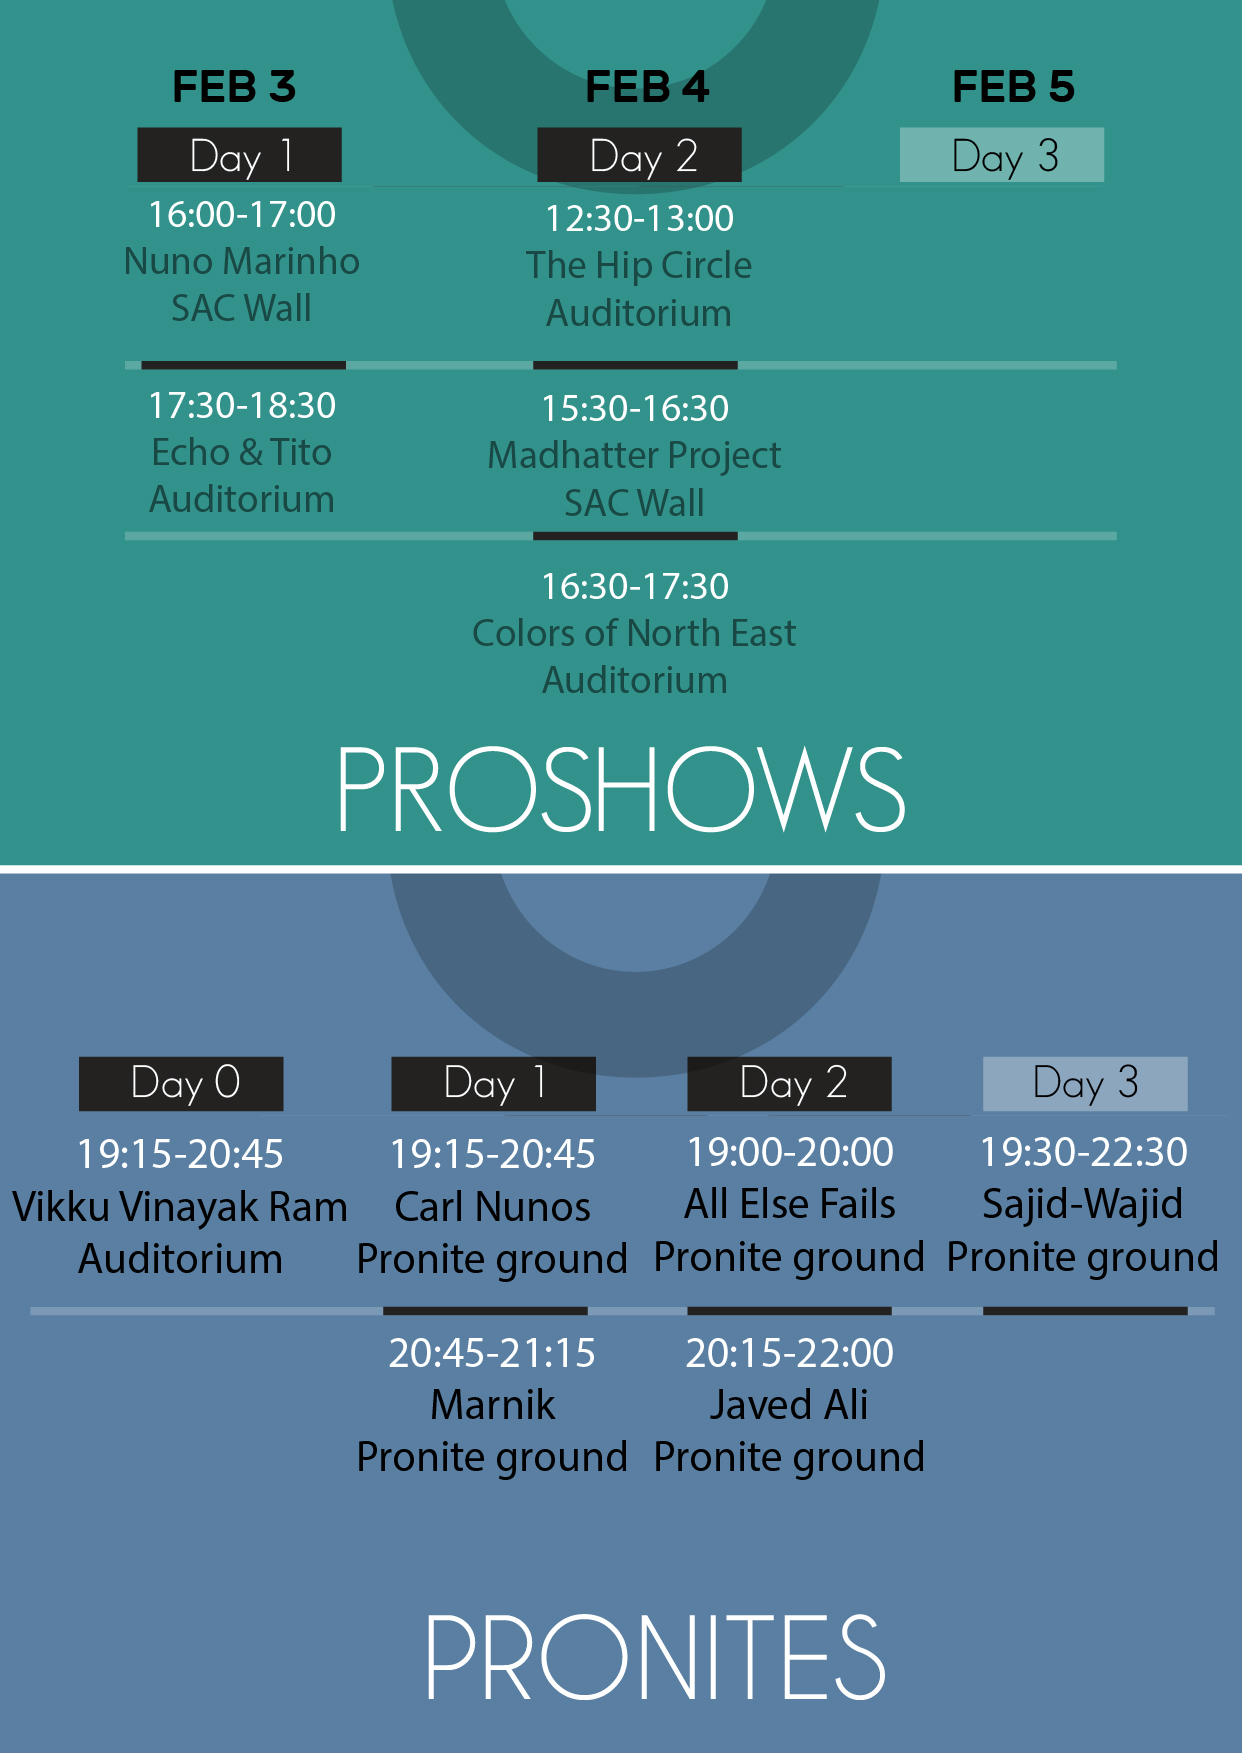 FEB 3
Day 1
16:00-17:00
Nuno Marinho
SAC Wall
17:30-18:30
Echo & Tito
Auditorium
FEB 4
Day 2
12:30-13:00
The Hip Circle
Auditorium
15:30-16:30
Madhatter Project
SAC Wall
16:30-17:30
Colors of North East
Auditorium
FEB 5
Day 3
PROSHOWS
Day 0
19:15-20:45
Vikku Vinayak Ram
Auditorium
Day 1
19:15-20:45
Carl Nunos
Pronite ground
20:45-21:15
Marnik
Pronite ground
Day 2
19:00-20:00
All Else Fails
Pronite ground
20:15-22:00
Javed Ali
Pronite ground
Day 3
19:30-22:30
Sajid-Wajid
Pronite ground
PRONITES